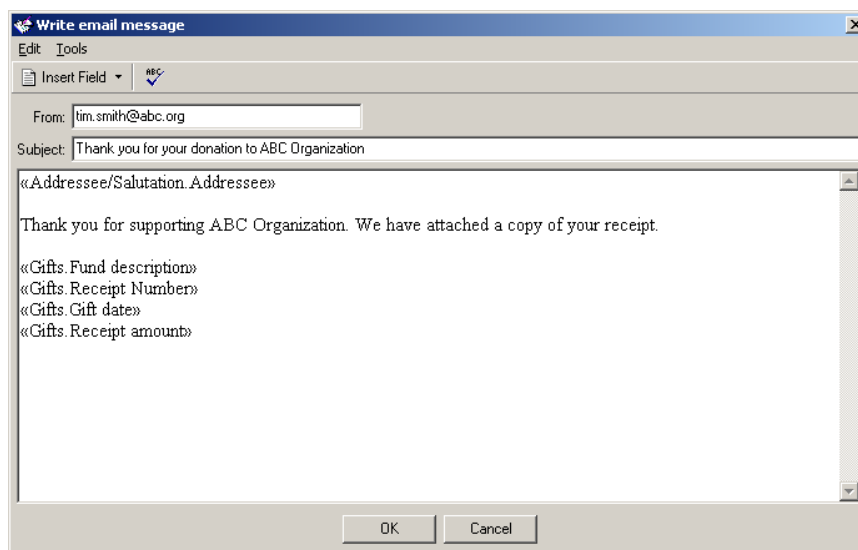 Write email message
Edit Tools
Insert Field ABC
From: tim.smith@abc.org
Subject: Thank you for your donation to ABC Organization
«Addressee/Salutation.Addressee»
Thank you for supporting ABC Organization. We have attached a copy of your receipt.
«Gifts.Fund description»
«Gifts.Receipt Number»
«Gifts.Gift date»
«Gifts.Receipt amount»
OK Cancel